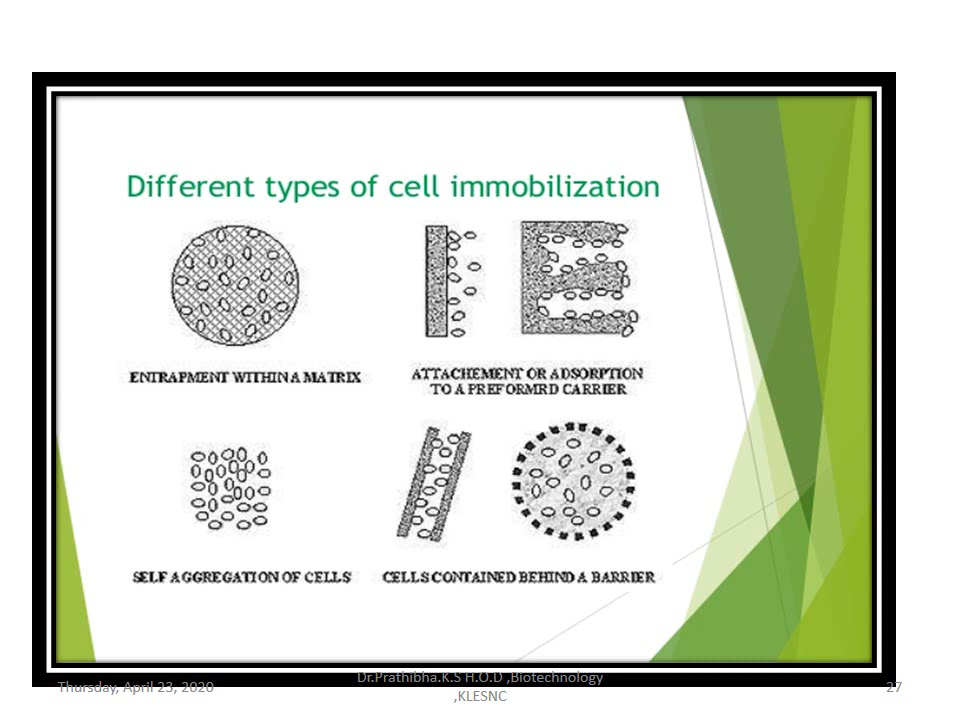 Different types of cell immobilization
ENTRAPMENT WITHIN A MATRIX
ATTACHEMENT OR ADSORPTION
TO A PREFORMRD CARRIER
SELF AGGREGATION OF CELLS
CELLS CONTAINED BEHIND A BARRIER
Thursday, April 23, 2020
Dr.Prathibha.K.S H.O.D ,Biotechnology
,KLESNC
27